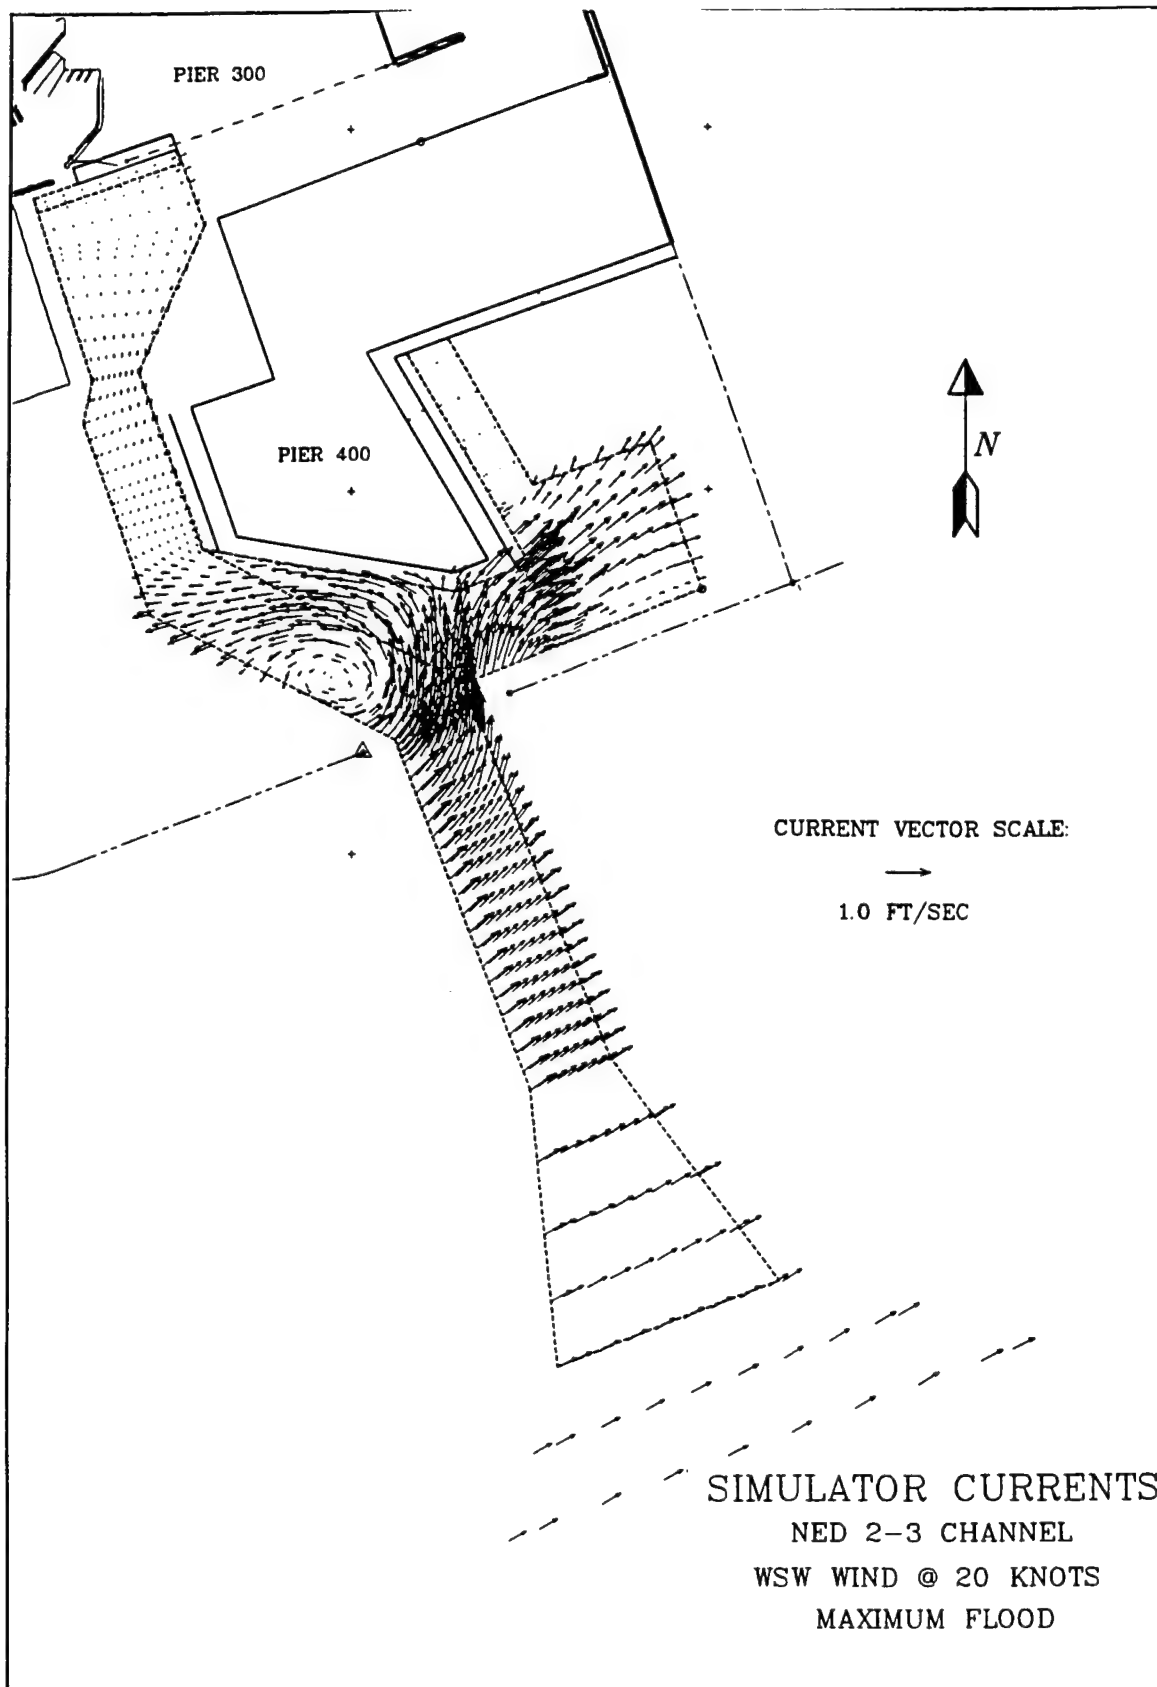 PIER 300
PIER 400
N
CURRENT VECTOR SCALE:
1.0 FT/SEC
SIMULATOR CURRENTS
NED 2-3 CHANNEL
WSW WIND @ 20 KNOTS
MAXIMUM FLOOD